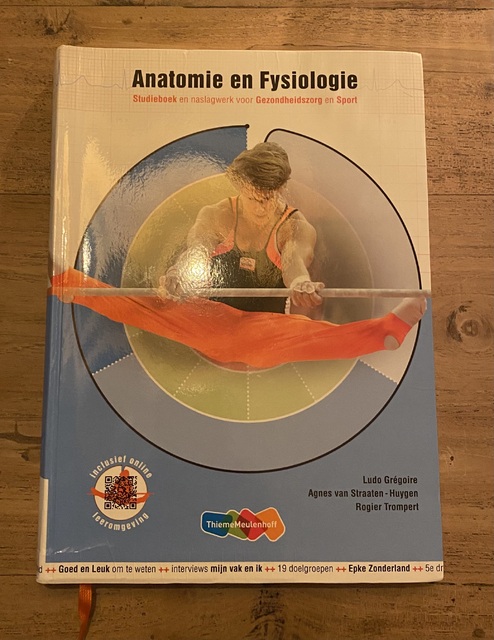 Anatomie en Fysiologie
Studieboek en naslagwerk voor Gezondheidszorg en Sport
inclusief online
leeromgeving
Ludo Grégoire
Agnes van Straaten-Huygen
Rogier Trompert
ThiemeMeulenhoff
d ++ Goed en Leuk om te weten ++ interviews mijn vak en ik ++ 19 doelgroepen ++ Epke Zonderland ++ 5e dr